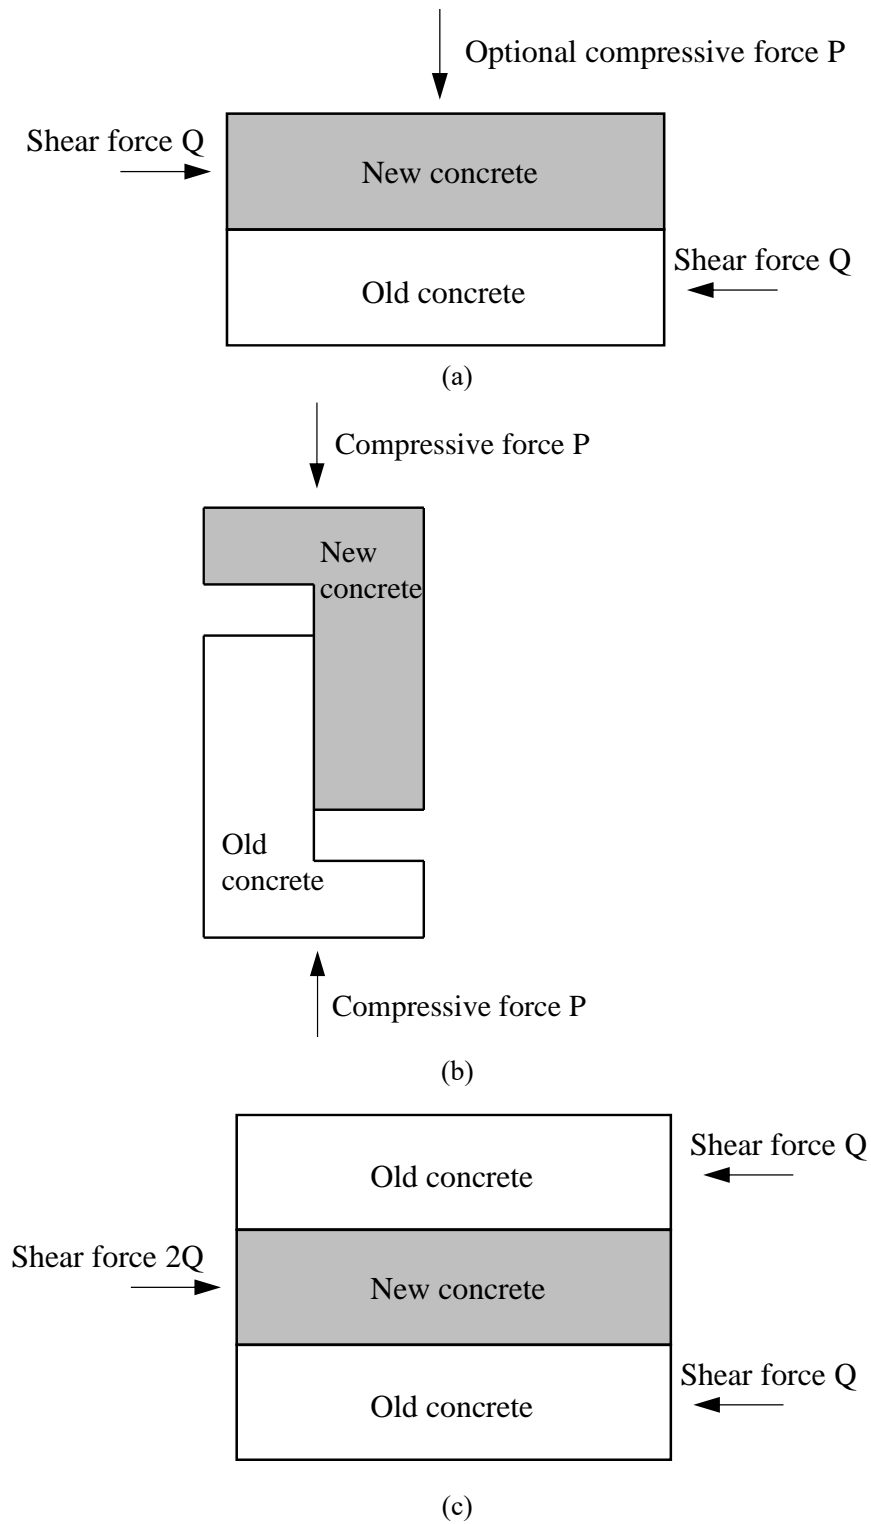 Optional compressive force P
Shear force Q
New concrete
Shear force Q
Old concrete
(a)
Compressive force P
New
concrete
Old
concrete
Compressive force P
(b)
Shear force Q
Old concrete
Shear force 2Q
New concrete
Shear force Q
Old concrete
(c)